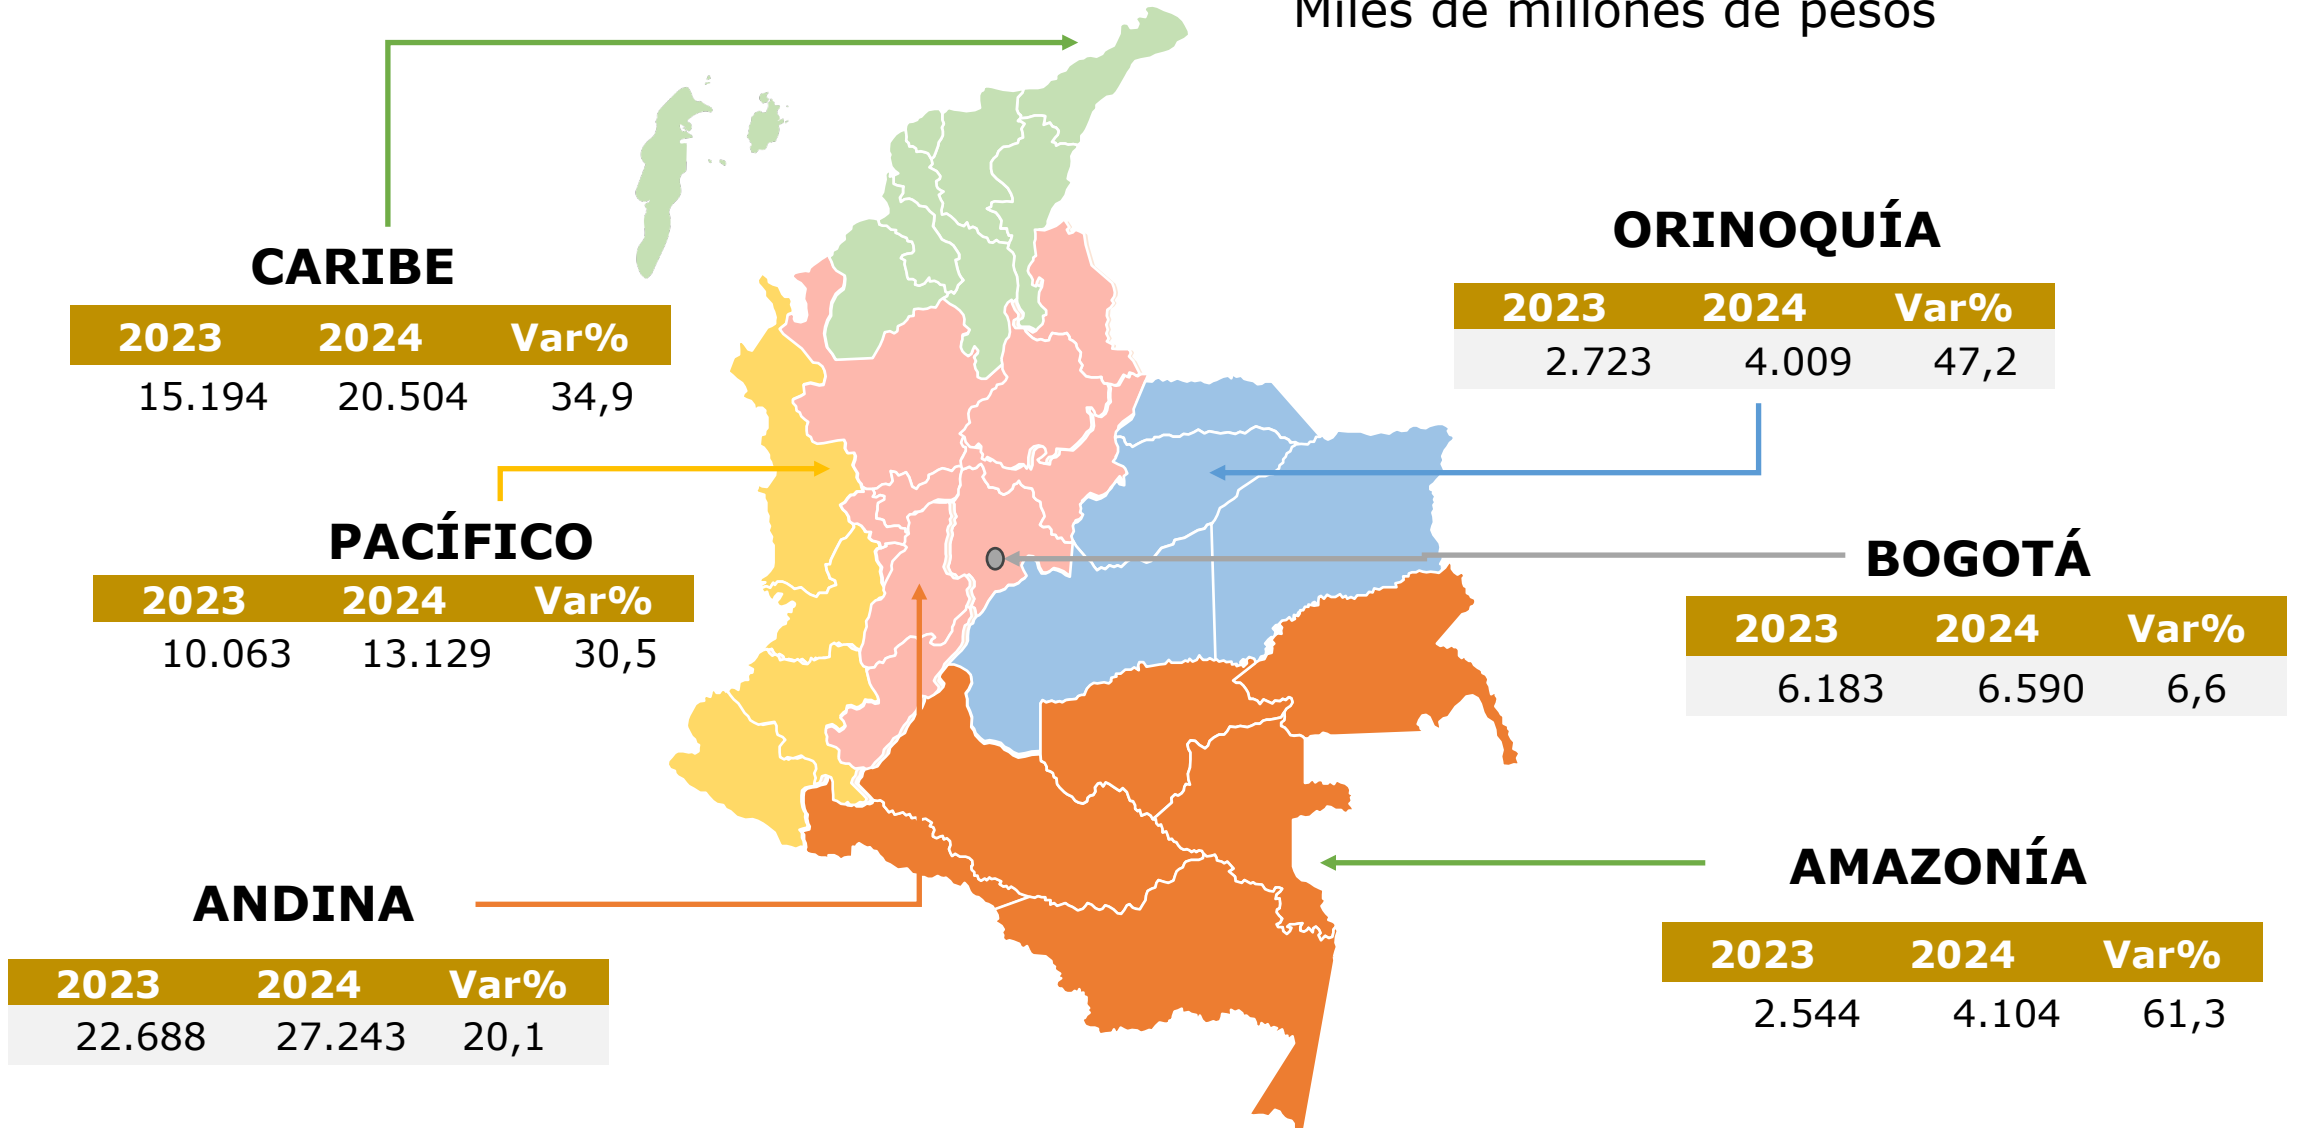 Miles de millones de pesos
CARIBE
2023 2024 Var%
15.194 20.504 34,9
ORINOQUÍA
2023 2024 Var%
2.723 4.009 47,2
PACÍFICO
2023 2024 Var%
10.063 13.129 30,5
BOGOTÁ
2023 2024 Var%
6.183 6.590 6,6
ANDINA
2023 2024 Var%
22.688 27.243 20,1
AMAZONÍA
2023 2024 Var%
2.544 4.104 61,3